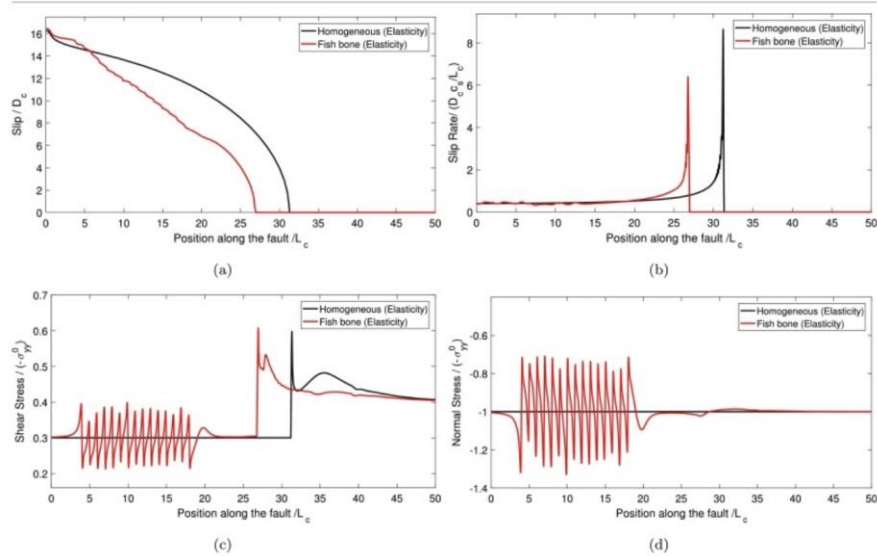 16
14
12
10
8
6
4
2
0
Slip / D_c
Homogeneous (Elasticity)
Fish bone (Elasticity)
0 5 10 15 20 25 30 35 40 45 50
Position along the fault /L_c
(a)
8
6
4
2
0
Slip Rate/ (D_c c_s/L_c)
Homogeneous (Elasticity)
Fish bone (Elasticity)
0 5 10 15 20 25 30 35 40 45 50
Position along the fault /L_c
(b)
0.7
0.6
0.5
0.4
0.3
0.2
Shear Stress / (-σ⁰_yy)
Homogeneous (Elasticity)
Fish bone (Elasticity)
0 5 10 15 20 25 30 35 40 45 50
Position along the fault /L_c
(c)
-0.6
-0.8
-1
-1.2
-1.4
Normal Stress / (-σ⁰_yy)
Homogeneous (Elasticity)
Fish bone (Elasticity)
0 5 10 15 20 25 30 35 40 45 50
Position along the fault /L_c
(d)